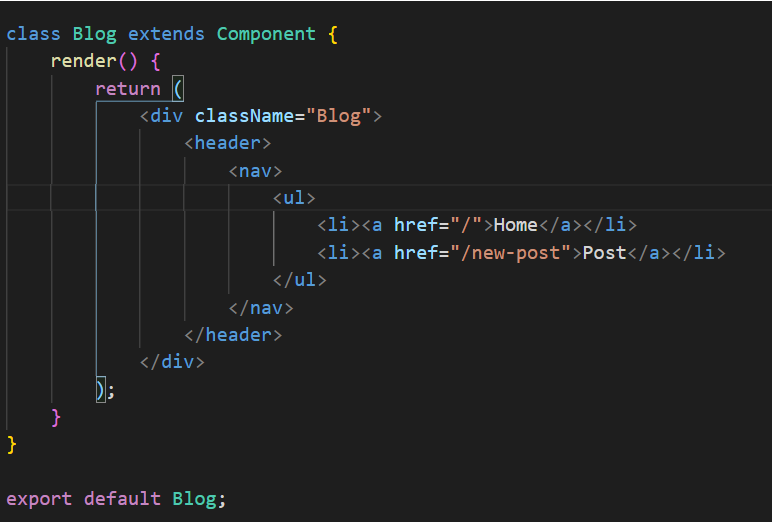 class Blog extends Component {
    render() {
        return (
            <div className="Blog">
                <header>
                    <nav>
                        <ul>
                            <li><a href="/">Home</a></li>
                            <li><a href="/new-post">Post</a></li>
                        </ul>
                    </nav>
                </header>
            </div>
        );
    }
}

export default Blog;